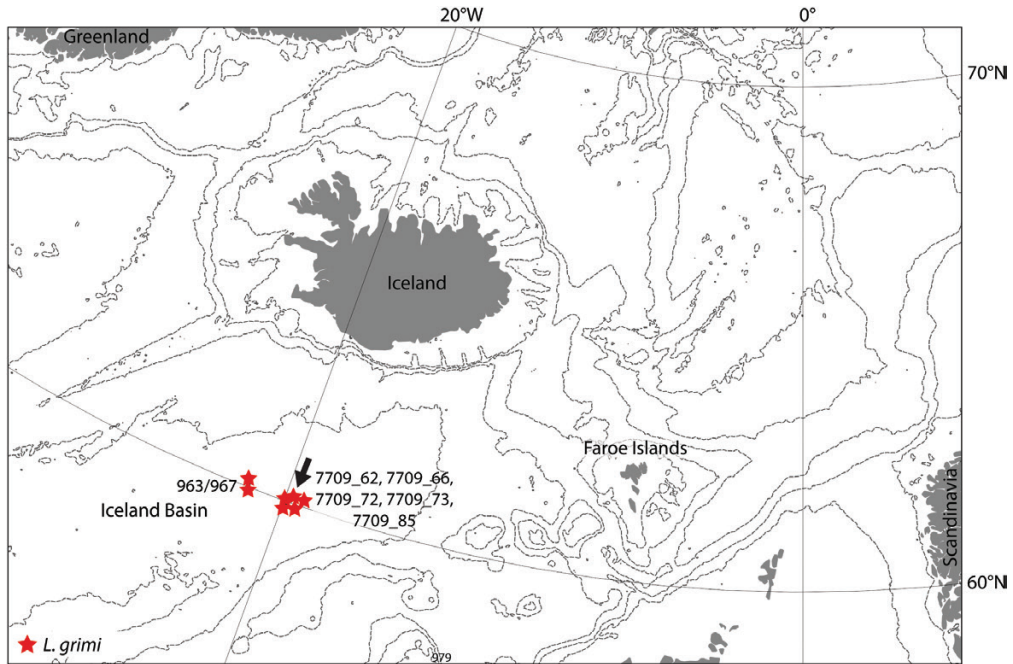 20°W
0°
Greenland
70°N
Iceland
Faroe Islands
963/967
7709_62, 7709_66,
7709_72, 7709_73,
7709_85
Iceland Basin
Scandinavia
60°N
L. grimi
979